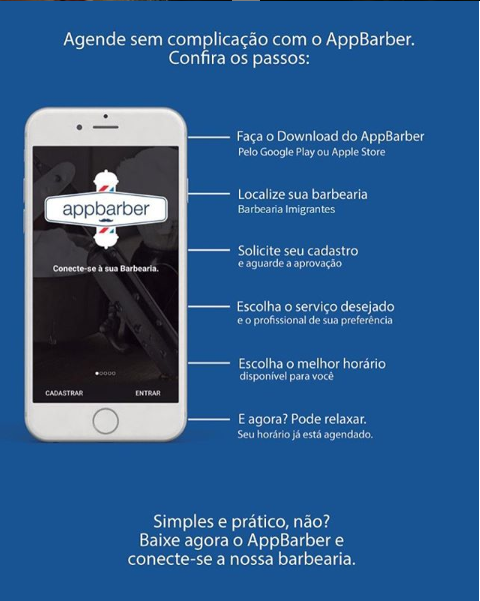 Agende sem complicação com o AppBarber.
Confira os passos:
Faça o Download do AppBarber
Pelo Google Play ou Apple Store
Localize sua barbearia
Barbearia Imigrantes
Solicite seu cadastro
e aguarde a aprovação
Escolha o serviço desejado
e o profissional de sua preferência
Escolha o melhor horário
disponível para você
E agora? Pode relaxar.
Seu horário já está agendado.
appbarber
Conecte-se à sua Barbearia.
CADASTRAR
ENTRAR
Simples e prático, não?
Baixe agora o AppBarber e
conecte-se a nossa barbearia.